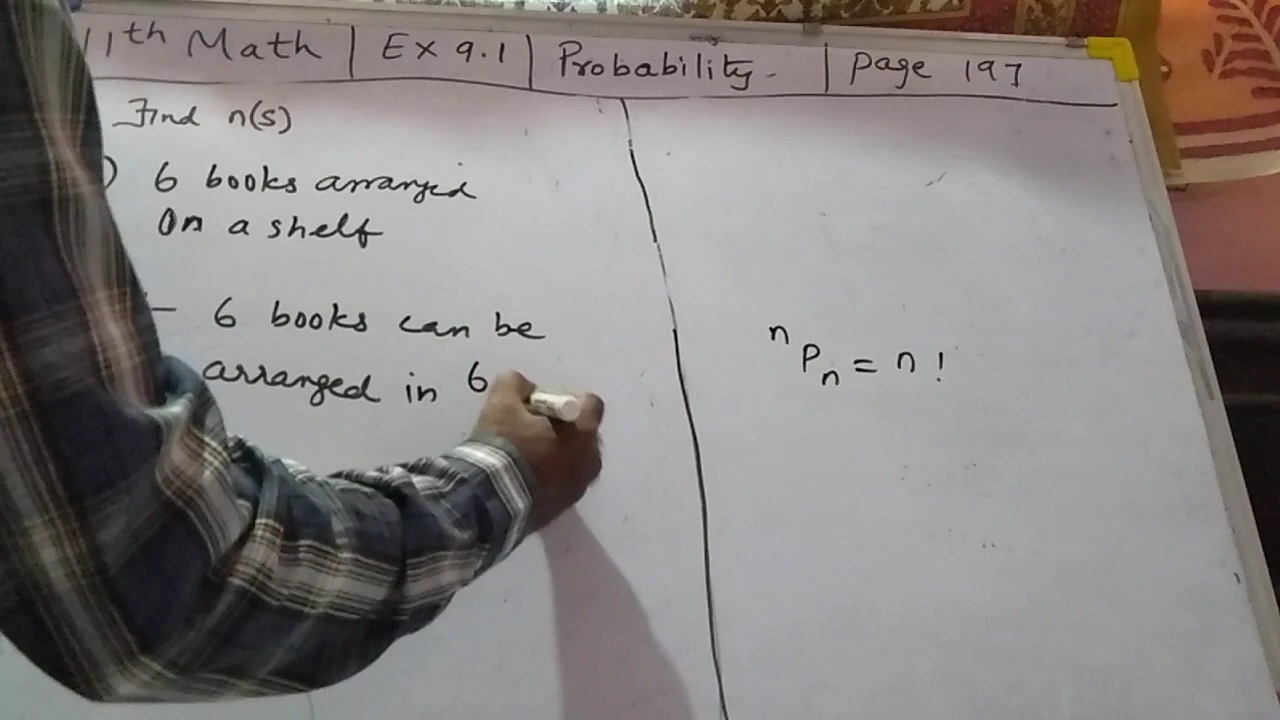 11th Math | Ex 9.1 | Probability - | page 197
Find n(s)
) 6 books arranged
On a shelf
- 6 books can be
arranged in 6
nPn = n!